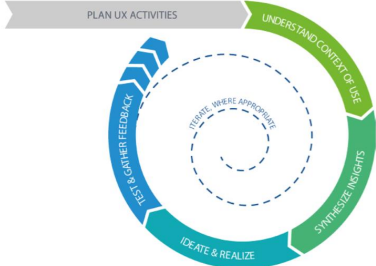 PLAN UX ACTIVITIES
UNDERSTAND CONTEXT OF USE
SYNTHESIZE INSIGHTS
IDEATE & REALIZE
TEST & GATHER FEEDBACK
ITERATE, WHERE APPROPRIATE